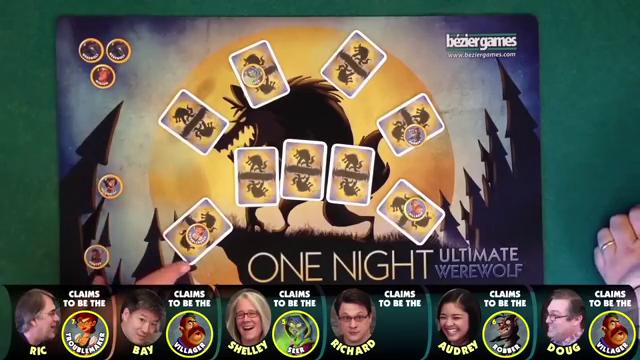 béziergames
www.beziergames.com
ONE NIGHT
ULTIMATE
WEREWOLF
CLAIMS
TO BE THE
TROUBLEMAKER
RIC
CLAIMS
TO BE THE
VILLAGER
BAY
CLAIMS
TO BE THE
SEER
SHELLEY
CLAIMS
TO BE THE
RICHARD
CLAIMS
TO BE THE
ROBBER
AUDREY
CLAIMS
TO BE THE
VILLAGER
DOUG